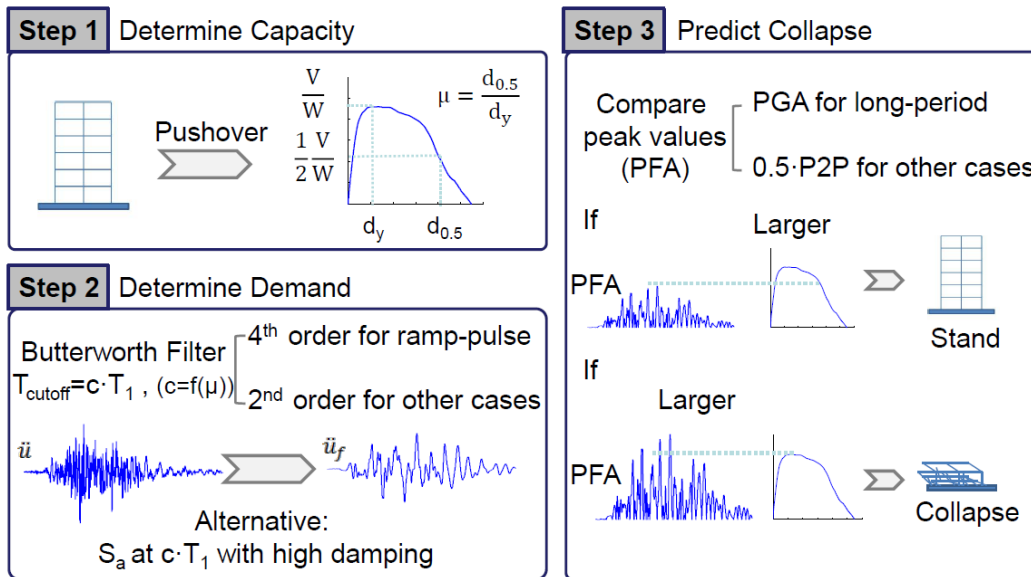 Step 1 Determine Capacity
Pushover
V
W
1 V
2 W
μ = d0.5
dy
dy d0.5
Step 2 Determine Demand
Butterworth Filter
Tcutoff=c·T1 , (c=f(μ))
4th order for ramp-pulse
2nd order for other cases
ü
üf
Alternative:
Sa at c·T1 with high damping
Step 3 Predict Collapse
Compare
peak values
(PFA)
PGA for long-period
0.5·P2P for other cases
If
Larger
PFA
Stand
If
Larger
PFA
Collapse